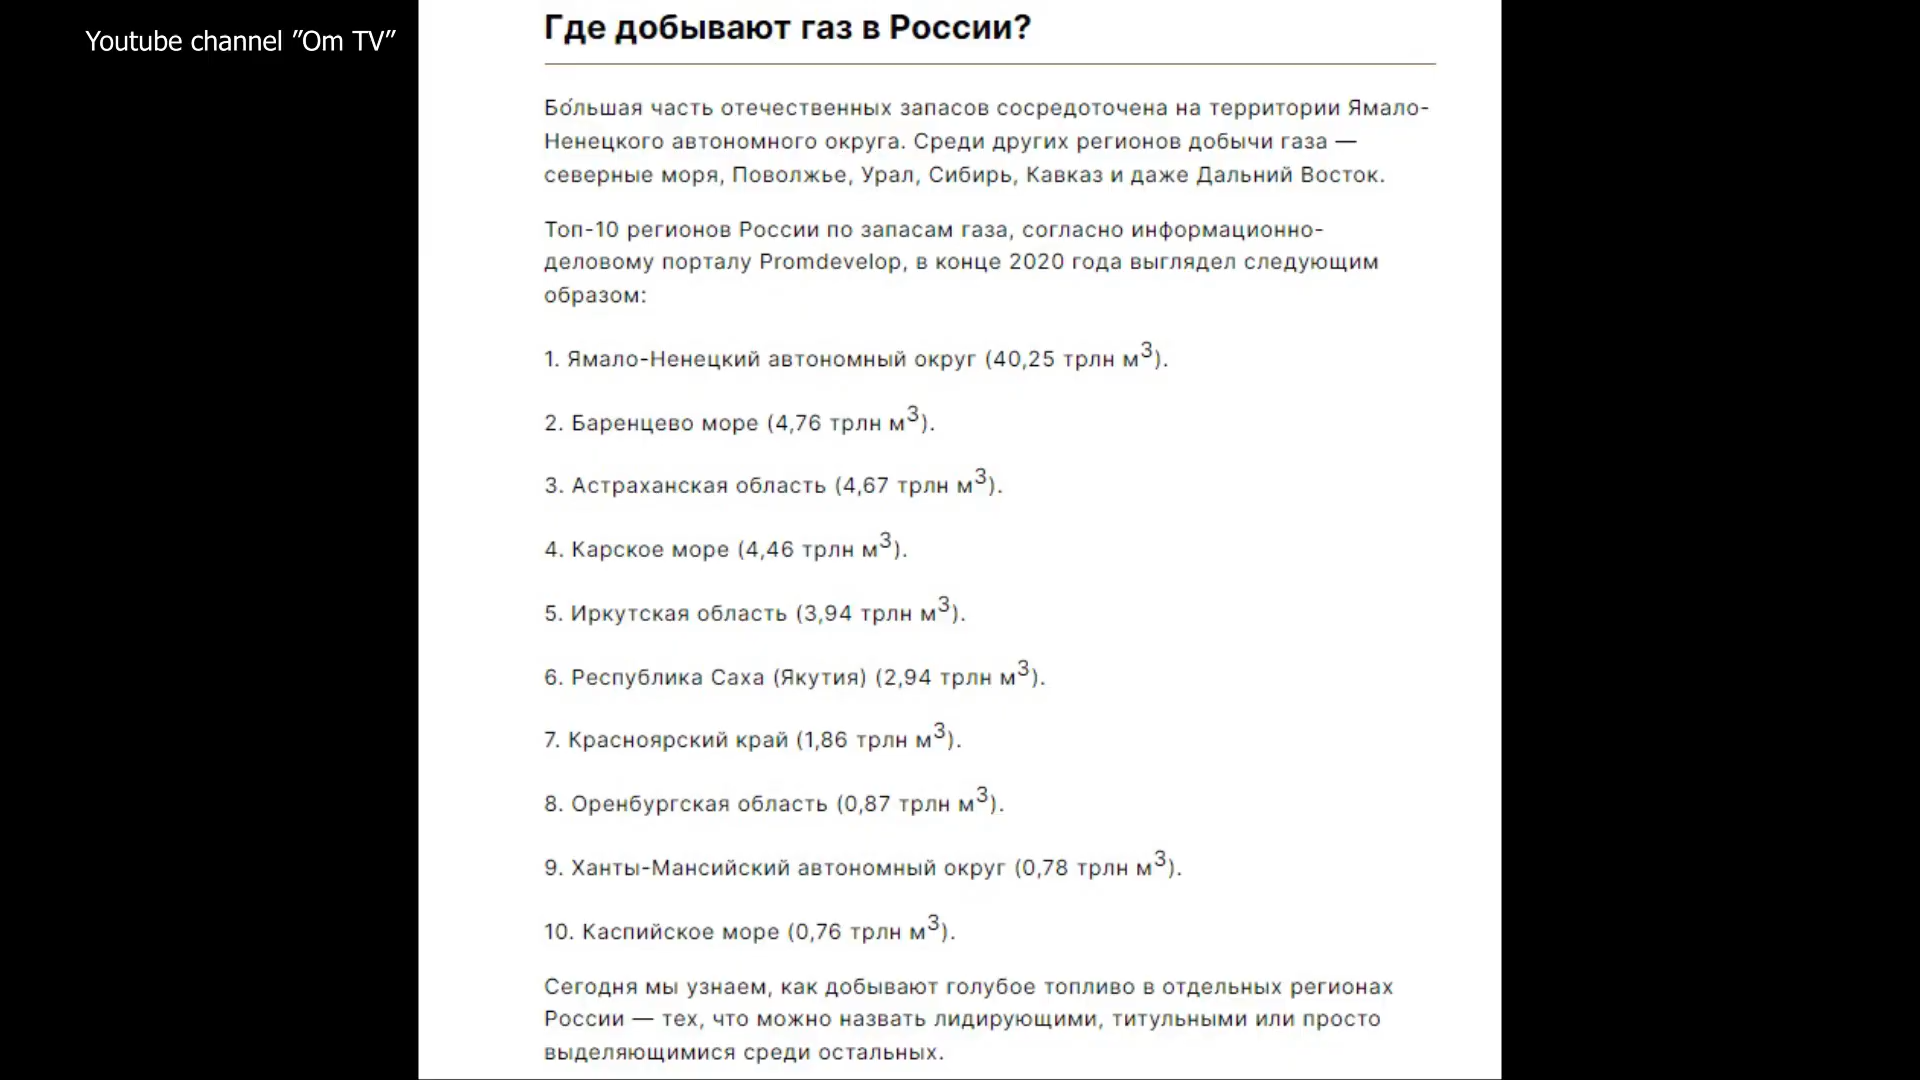 Youtube channel ”Om TV”
Где добывают газ в России?
Бо́льшая часть отечественных запасов сосредоточена на территории Ямало-
Ненецкого автономного округа. Среди других регионов добычи газа —
северные моря, Поволжье, Урал, Сибирь, Кавказ и даже Дальний Восток.
Топ-10 регионов России по запасам газа, согласно информационно-
деловому порталу Promdevelop, в конце 2020 года выглядел следующим
образом:
1. Ямало-Ненецкий автономный округ (40,25 трлн м³).
2. Баренцево море (4,76 трлн м³).
3. Астраханская область (4,67 трлн м³).
4. Карское море (4,46 трлн м³).
5. Иркутская область (3,94 трлн м³).
6. Республика Саха (Якутия) (2,94 трлн м³).
7. Красноярский край (1,86 трлн м³).
8. Оренбургская область (0,87 трлн м³).
9. Ханты-Мансийский автономный округ (0,78 трлн м³).
10. Каспийское море (0,76 трлн м³).
Сегодня мы узнаем, как добывают голубое топливо в отдельных регионах
России — тех, что можно назвать лидирующими, титульными или просто
выделяющимися среди остальных.